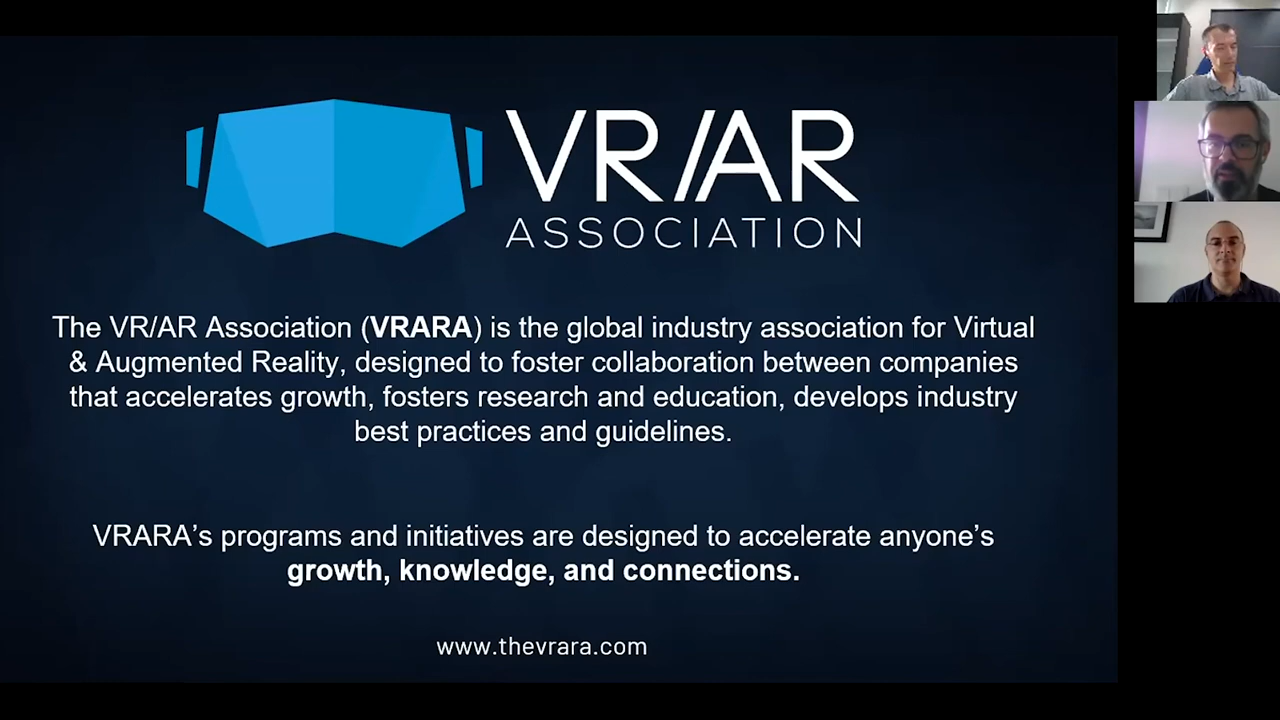 VR/AR
ASSOCIATION
The VR/AR Association (VRARA) is the global industry association for Virtual
& Augmented Reality, designed to foster collaboration between companies
that accelerates growth, fosters research and education, develops industry
best practices and guidelines.
VRARA’s programs and initiatives are designed to accelerate anyone’s
growth, knowledge, and connections.
www.thevrara.com